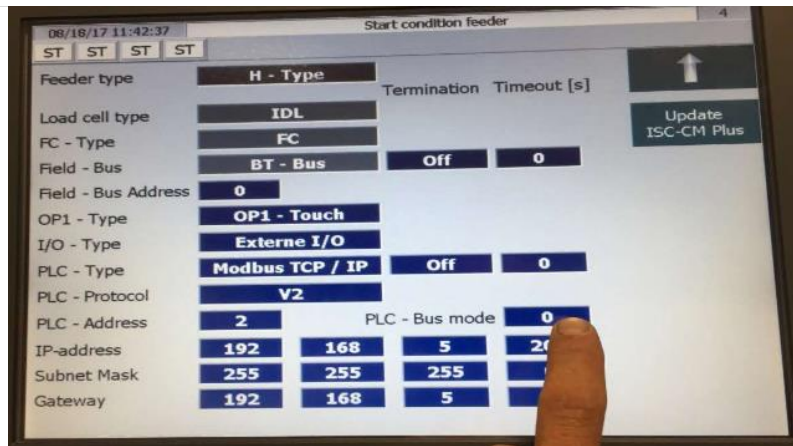 08/18/17 11:42:37 Start condition feeder 4
ST ST ST ST
Feeder type H - Type Termination Timeout [s]
Load cell type IDL Update
FC - Type FC ISC-CM Plus
Field - Bus BT - Bus Off 0
Field - Bus Address 0
OP1 - Type OP1 - Touch
I/O - Type Externe I/O
PLC - Type Modbus TCP / IP Off 0
PLC - Protocol V2
PLC - Address 2 PLC - Bus mode 0
IP-address 192 168 5
Subnet Mask 255 255 255
Gateway 192 168 5